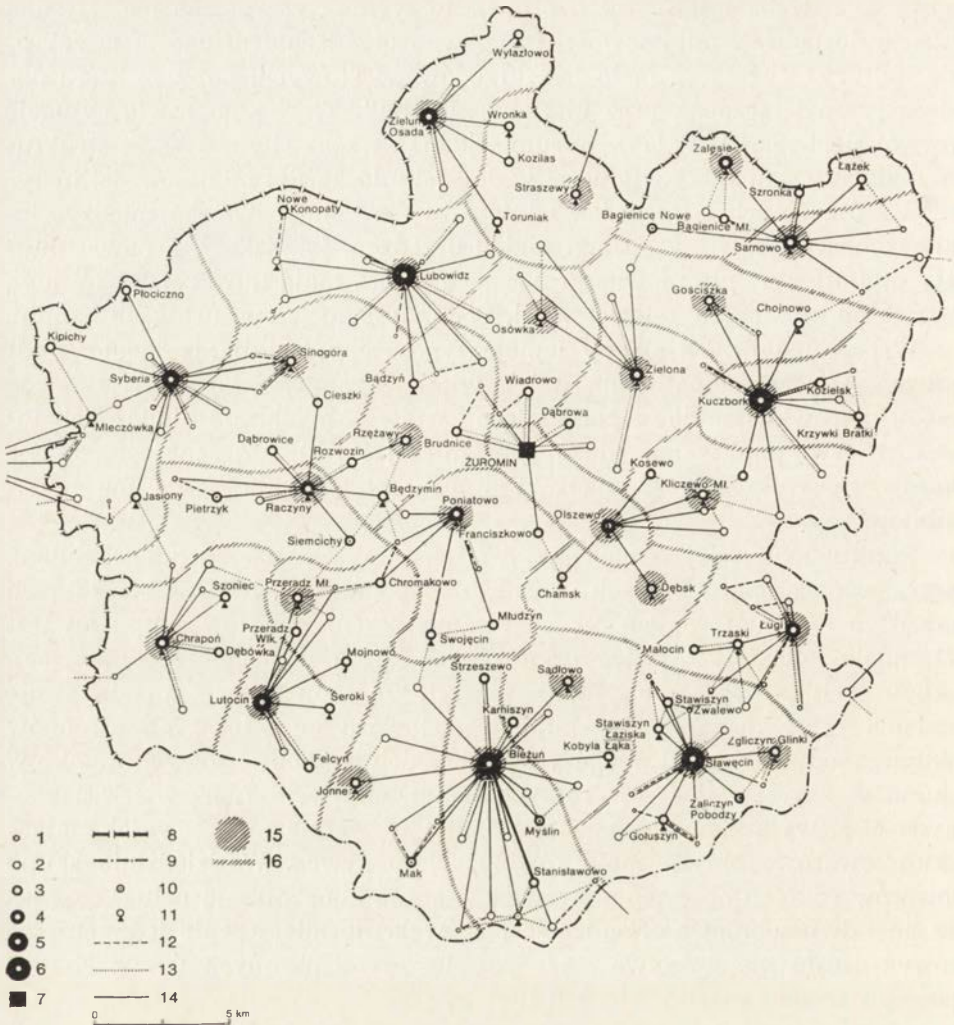 Wylazłowo
Zieluń
Osada
Wronka
Kozilas
Straszewy
Zalesie
Szronka
Łążek
Nowe
Konopaty
Toruniak
Bagienice Nowe
Bagienice Mł.
Sarnowo
Lubowidz
Płociczno
Gościszka
Chojnowo
Osówka
Kipichy
Sinogóra
Syberia
Bądzyń
Wiadrowo
Zielona
Kuczbork
Kozielsk
Cieszki
Mleczówka
Dąbrowice
Rzężawy
Brudnice
Dąbrowa
Krzywki Bratki
Rozwozin
ŻUROMIN
Kosewo
Kliczewo Mł.
Jasiony
Pietrzyk
Raczyny
Będzymin
Poniatowo
Olszewo
Siemcichy
Franciszkowo
Chromakowo
Chamsk
Dębsk
Szoniec
Przeradz Mł.
Przeradz
Wlk.
Młudzyn
Swojęcin
Trzaski
Ługi
Chrapoń
Dębówka
Mojnowo
Małocin
Strzeszewo
Sadłowo
Lutocin
Seroki
Karniszyn
Stawiszyn
Zwalewo
Stawiszyn
Łaziska
Zgliczyn Glinki
Felcyn
Bieżuń
Kobyla Łąka
Sławęcin
Jonne
Zaliczyn
Pobodzy
Myślin
Gołuszyn
Mak
Stanisławowo
1
2
3
4
5
6
7
8
9
10
11
12
13
14
15
16
0 5 km